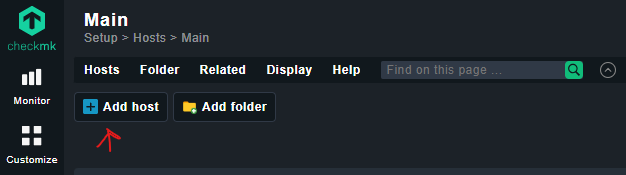 Main
checkmk
Setup > Hosts > Main
Monitor
Hosts Folder Related Display Help Find on this page ...
Add host Add folder
Customize